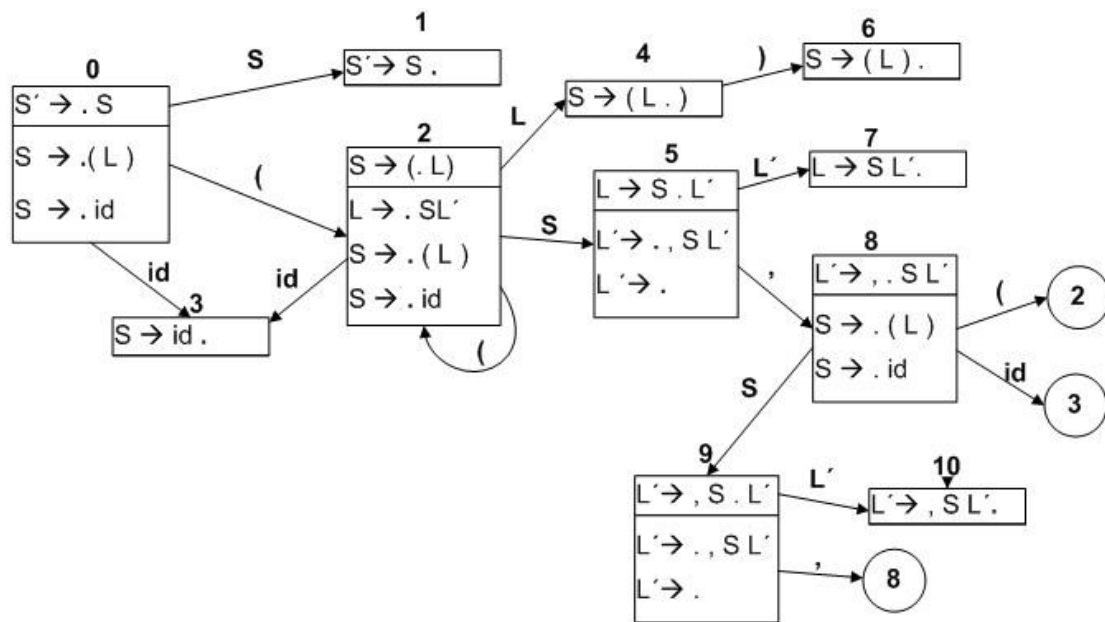 0
S´ → . S
S → .( L )
S → . id
S
1
S´→ S .
(
id
3
S → id .
id
2
S → (. L)
L → . SL´
S → . ( L )
S → . id
(
L
4
S → ( L . )
)
6
S → ( L ) .
S
5
L → S . L´
L´→ . , S L´
L´→ .
L´
7
L → S L´.
,
8
L´→ , . S L´
S → . ( L )
S → . id
(
2
id
3
S
9
L´→ , S . L´
L´→ . , S L´
L´→ .
L´
10
L´→ , S L´.
,
8